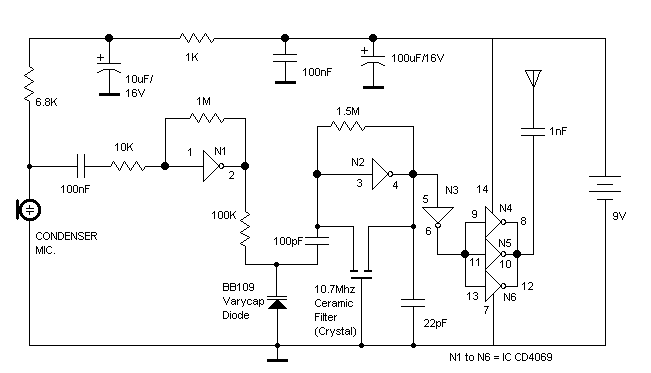 +
1K
10uF/
16V
100nF
+
100uF/16V
6.8K
1M
1.5M
10K
1
N1
2
N2
3
4
N3
5
6
14
N4
9
8
1nF
100nF
100K
100pF
11
N5
10
9V
CONDENSER
MIC.
BB109
Varycap
Diode
10.7Mhz
Ceramic
Filter
(Crystal)
13
N6
12
7
22pF
N1 to N6 = IC CD4069